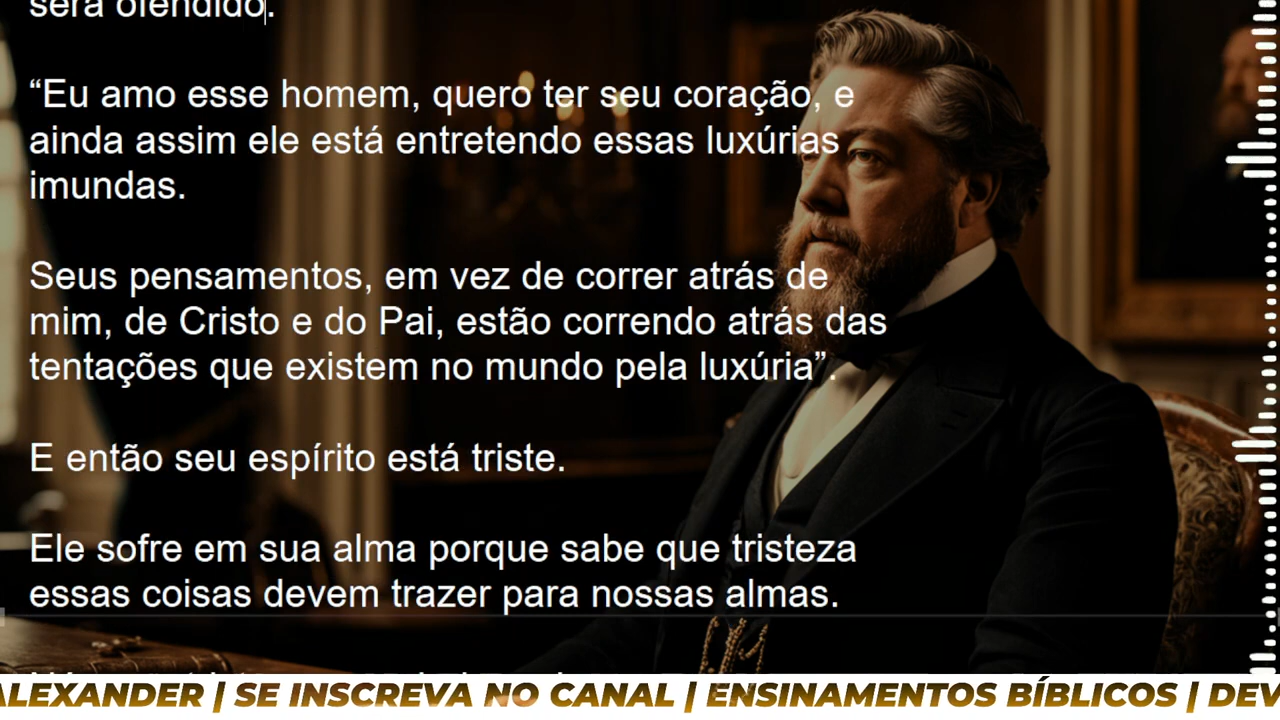 será ofendido.
“Eu amo esse homem, quero ter seu coração, e
ainda assim ele está entretendo essas luxúrias
imundas.
Seus pensamentos, em vez de correr atrás de
mim, de Cristo e do Pai, estão correndo atrás das
tentações que existem no mundo pela luxúria”.
E então seu espírito está triste.
Ele sofre em sua alma porque sabe que tristeza
essas coisas devem trazer para nossas almas.
ALEXANDER | SE INSCREVA NO CANAL | ENSINAMENTOS BÍBLICOS | DEV